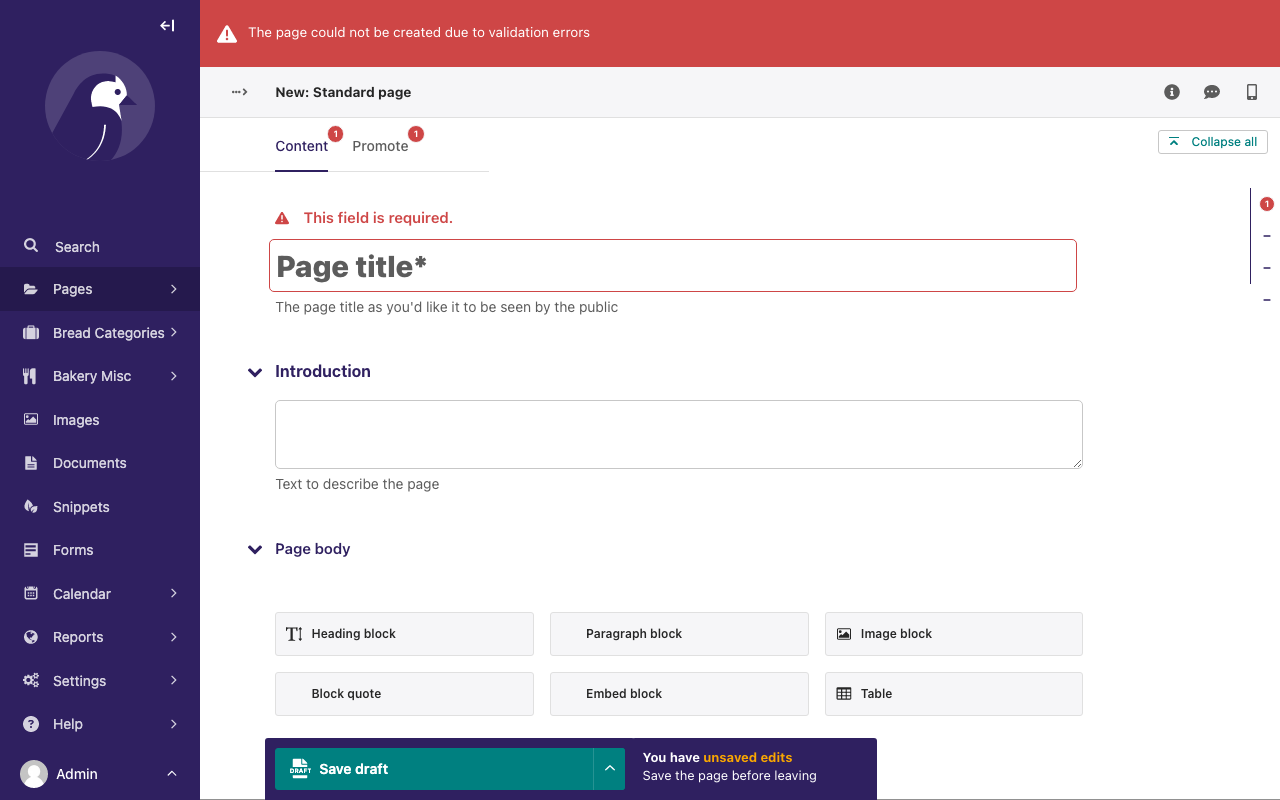 The page could not be created due to validation errors
New: Standard page
Content
1
Promote
1
Collapse all
This field is required.
Page title*
The page title as you'd like it to be seen by the public
1
Introduction
Text to describe the page
Page body
Heading block
Paragraph block
Image block
Block quote
Embed block
Table
DRAFT
Save draft
You have unsaved edits
Save the page before leaving
Search
Pages
Bread Categories
Bakery Misc
Images
Documents
Snippets
Forms
Calendar
Reports
Settings
Help
Admin